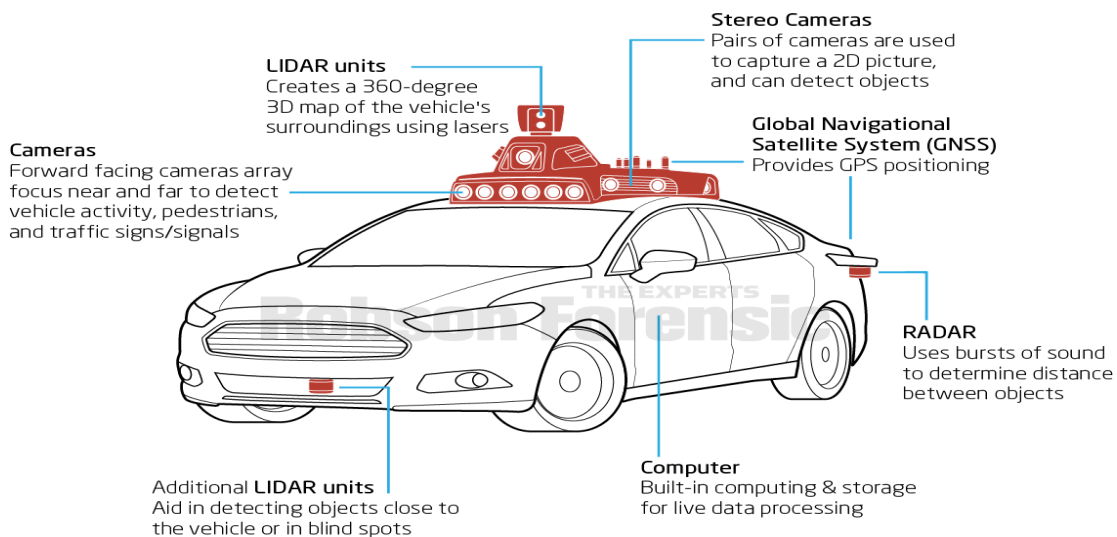 Stereo Cameras
Pairs of cameras are used
to capture a 2D picture,
and can detect objects
LIDAR units
Creates a 360-degree
3D map of the vehicle's
surroundings using lasers
Global Navigational
Satellite System (GNSS)
Provides GPS positioning
Cameras
Forward facing cameras array
focus near and far to detect
vehicle activity, pedestrians,
and traffic signs/signals
THE EXPERTS
Robson Forensic
RADAR
Uses bursts of sound
to determine distance
between objects
Computer
Built-in computing & storage
for live data processing
Additional LIDAR units
Aid in detecting objects close to
the vehicle or in blind spots